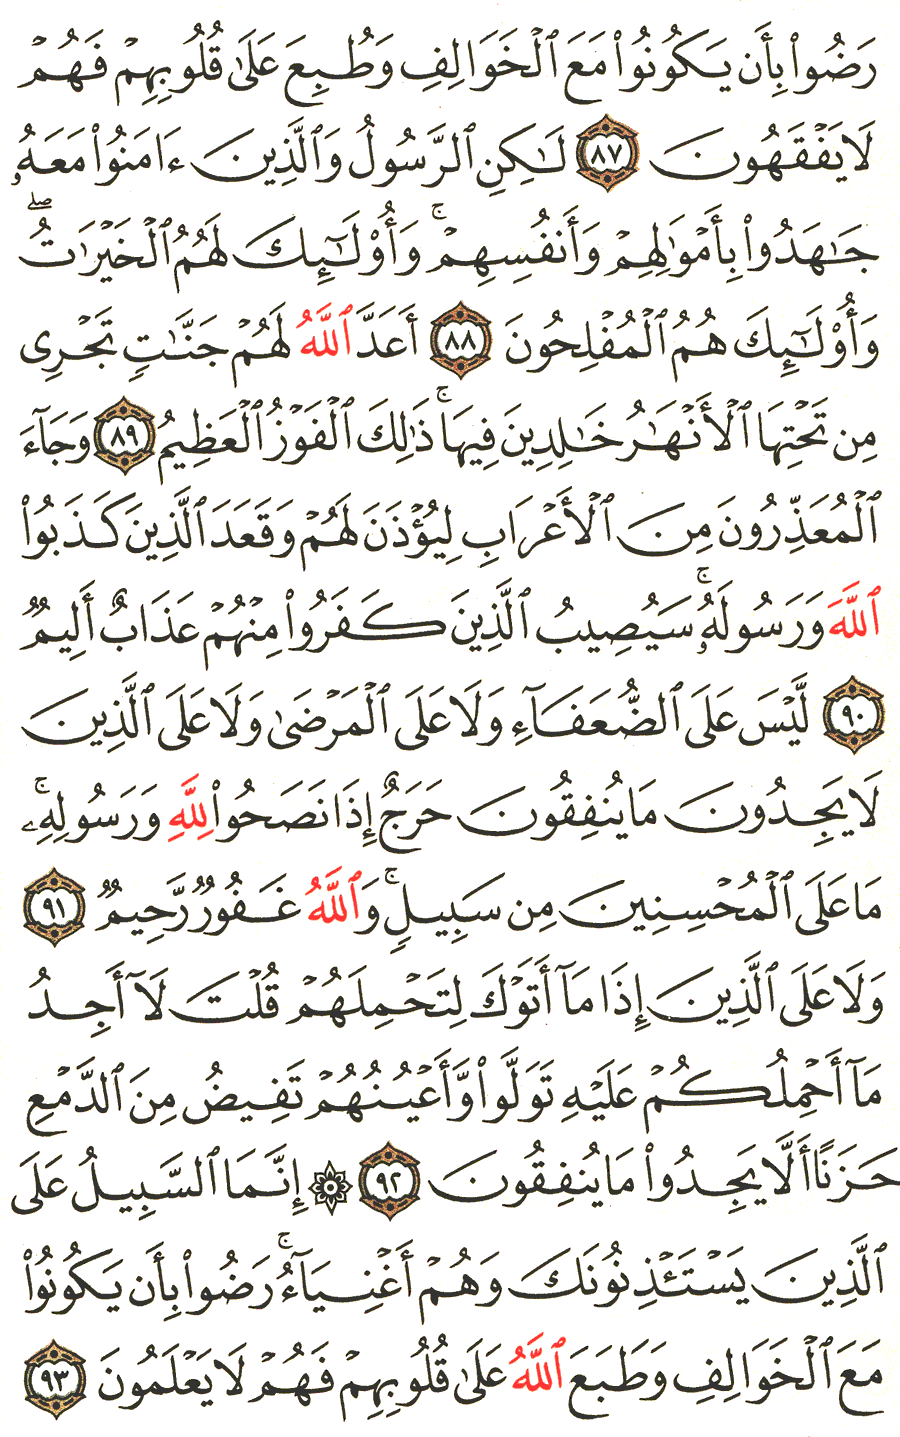 رَضُوا۟ بِأَن يَكُونُوا۟ مَعَ ٱلْخَوَالِفِ وَطُبِعَ عَلَىٰ قُلُوبِهِمْ فَهُمْ
لَا يَفْقَهُونَ ٨٧ لَـٰكِنِ ٱلرَّسُولُ وَٱلَّذِينَ ءَامَنُوا۟ مَعَهُۥ
جَـٰهَدُوا۟ بِأَمْوَٰلِهِمْ وَأَنفُسِهِمْ ۚ وَأُو۟لَـٰٓئِكَ لَهُمُ ٱلْخَيْرَٰتُ ۖ
وَأُو۟لَـٰٓئِكَ هُمُ ٱلْمُفْلِحُونَ ٨٨ أَعَدَّ ٱللَّهُ لَهُمْ جَنَّـٰتٍ تَجْرِى
مِن تَحْتِهَا ٱلْأَنْهَـٰرُ خَـٰلِدِينَ فِيهَا ۚ ذَٰلِكَ ٱلْفَوْزُ ٱلْعَظِيمُ ٨٩ وَجَآءَ
ٱلْمُعَذِّرُونَ مِنَ ٱلْأَعْرَابِ لِيُؤْذَنَ لَهُمْ وَقَعَدَ ٱلَّذِينَ كَذَبُوا۟
ٱللَّهَ وَرَسُولَهُۥ ۚ سَيُصِيبُ ٱلَّذِينَ كَفَرُوا۟ مِنْهُمْ عَذَابٌ أَلِيمٌ
٩٠ لَّيْسَ عَلَى ٱلضُّعَفَآءِ وَلَا عَلَى ٱلْمَرْضَىٰ وَلَا عَلَى ٱلَّذِينَ
لَا يَجِدُونَ مَا يُنفِقُونَ حَرَجٌ إِذَا نَصَحُوا۟ لِلَّهِ وَرَسُولِهِۦ ۚ
مَا عَلَى ٱلْمُحْسِنِينَ مِن سَبِيلٍ ۚ وَٱللَّهُ غَفُورٌ رَّحِيمٌ ٩١
وَلَا عَلَى ٱلَّذِينَ إِذَا مَآ أَتَوْكَ لِتَحْمِلَهُمْ قُلْتَ لَآ أَجِدُ
مَآ أَحْمِلُكُمْ عَلَيْهِ تَوَلَّوا۟ وَّأَعْيُنُهُمْ تَفِيضُ مِنَ ٱلدَّمْعِ
حَزَنًا أَلَّا يَجِدُوا۟ مَا يُنفِقُونَ ٩٢ ۞ إِنَّمَا ٱلسَّبِيلُ عَلَى
ٱلَّذِينَ يَسْتَـْٔذِنُونَكَ وَهُمْ أَغْنِيَآءُ ۚ رَضُوا۟ بِأَن يَكُونُوا۟
مَعَ ٱلْخَوَالِفِ وَطَبَعَ ٱللَّهُ عَلَىٰ قُلُوبِهِمْ فَهُمْ لَا يَعْلَمُونَ ٩٣